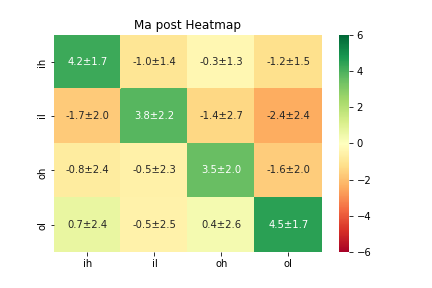 Ma post Heatmap
ih 4.2±1.7 -1.0±1.4 -0.3±1.3 -1.2±1.5
il -1.7±2.0 3.8±2.2 -1.4±2.7 -2.4±2.4
oh -0.8±2.4 -0.5±2.3 3.5±2.0 -1.6±2.0
ol 0.7±2.4 -0.5±2.5 0.4±2.6 4.5±1.7
ih il oh ol
6
4
2
0
−2
−4
−6